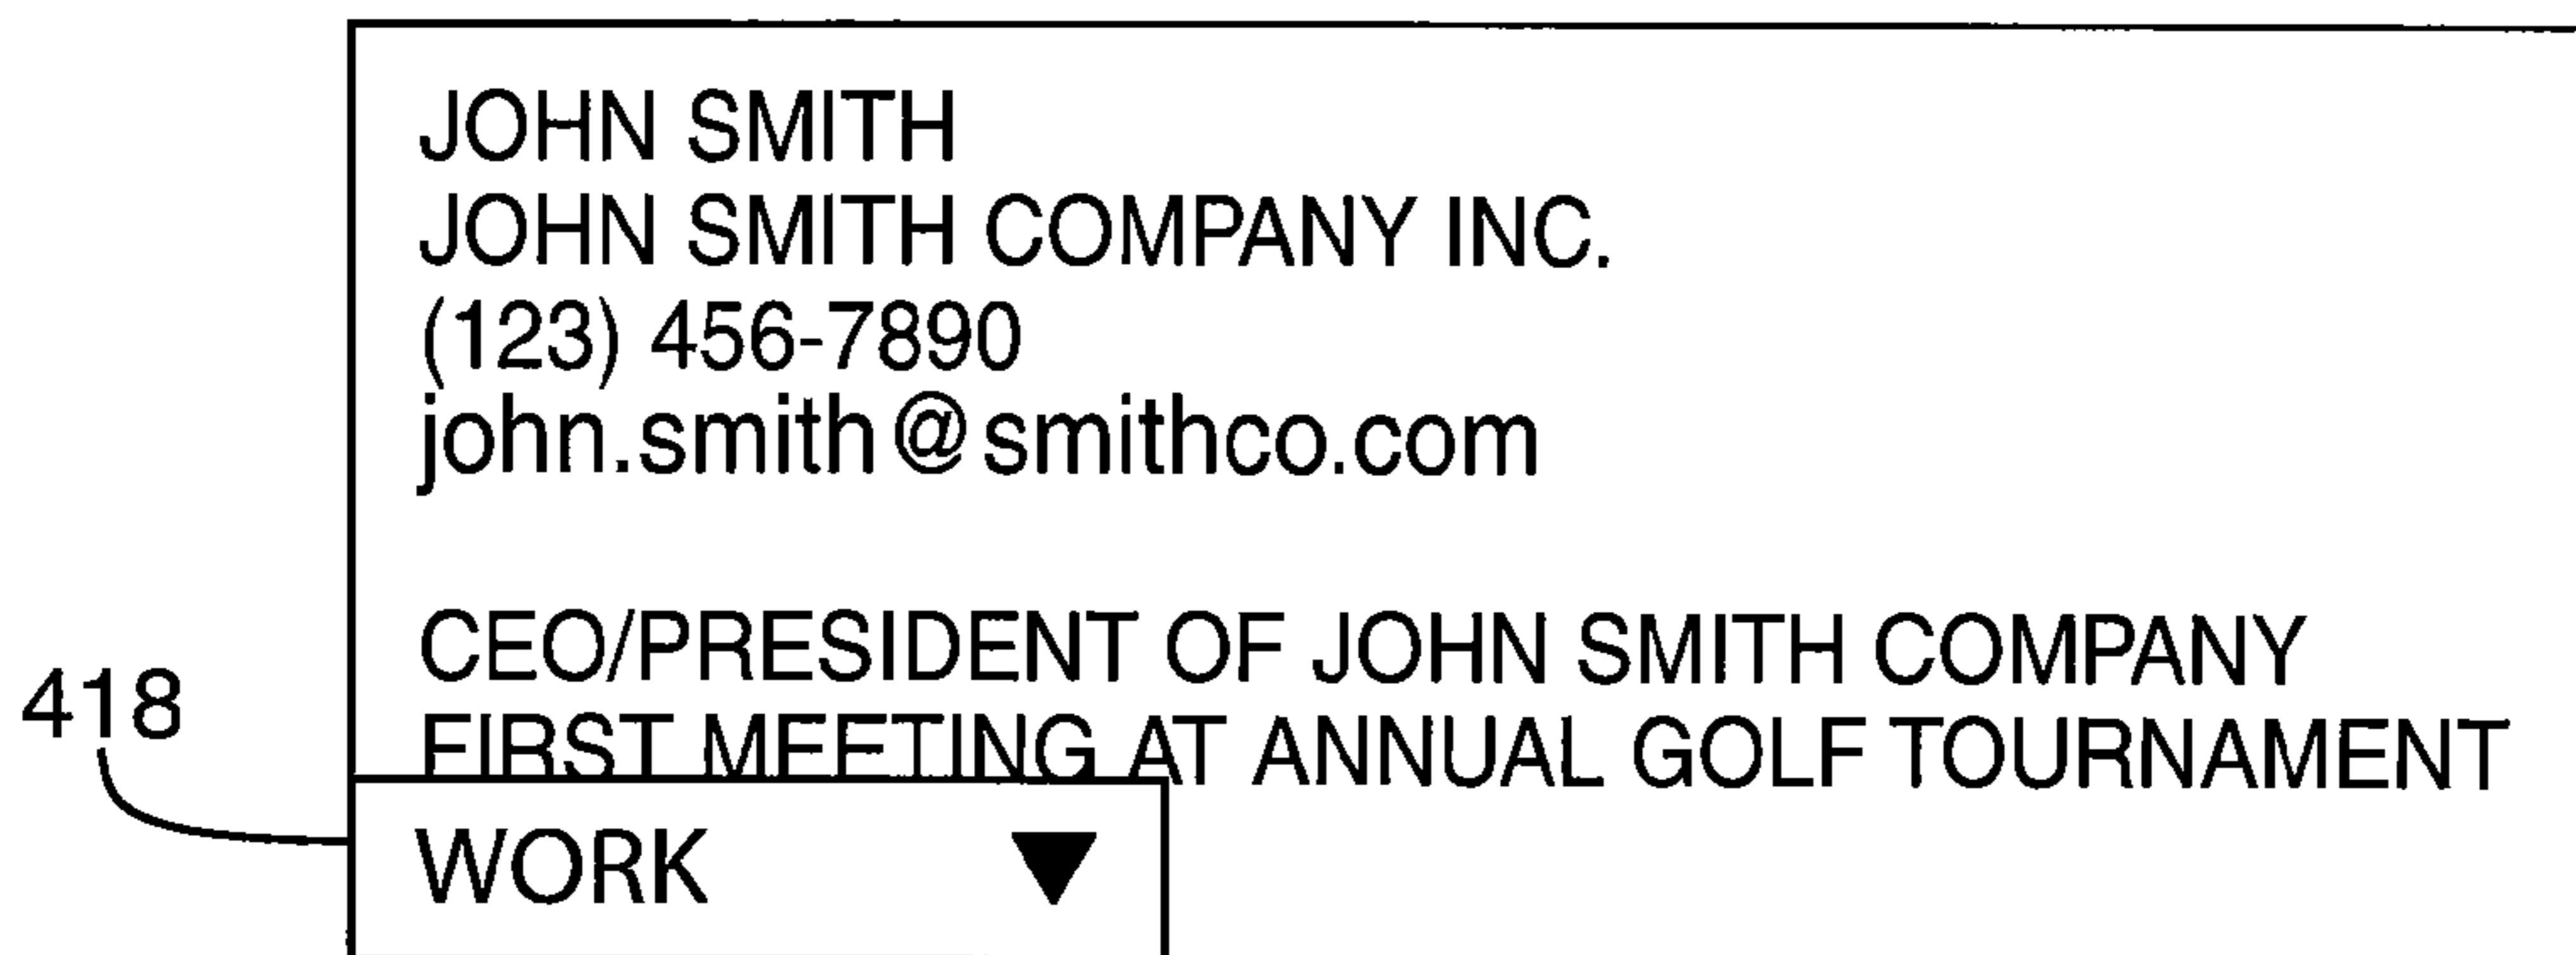 JOHN SMITH
JOHN SMITH COMPANY INC.
(123) 456-7890
john.smith@smithco.com
CEO/PRESIDENT OF JOHN SMITH COMPANY
FIRST MEETING AT ANNUAL GOLF TOURNAMENT
418
WORK